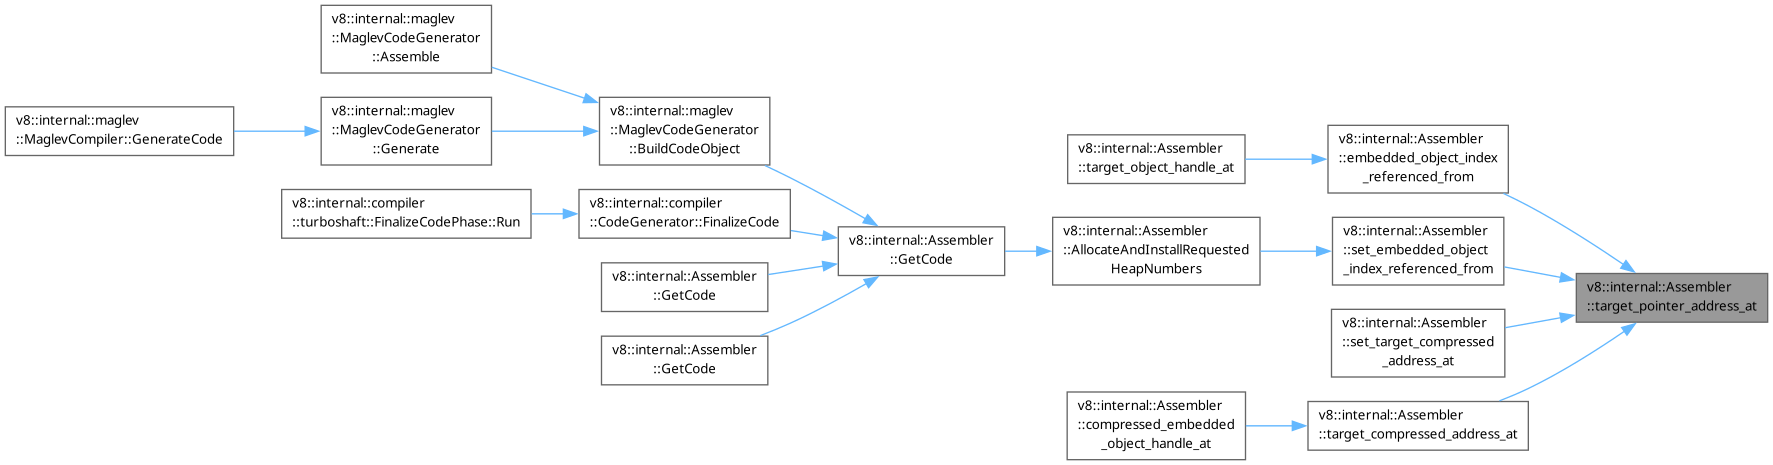 v8::internal::maglev
::MaglevCodeGenerator
::Assemble
v8::internal::maglev
::MaglevCompiler::GenerateCode
v8::internal::maglev
::MaglevCodeGenerator
::Generate
v8::internal::maglev
::MaglevCodeGenerator
::BuildCodeObject
v8::internal::compiler
::turboshaft::FinalizeCodePhase::Run
v8::internal::compiler
::CodeGenerator::FinalizeCode
v8::internal::Assembler
::GetCode
v8::internal::Assembler
::GetCode
v8::internal::Assembler
::GetCode
v8::internal::Assembler
::target_object_handle_at
v8::internal::Assembler
::AllocateAndInstallRequested
HeapNumbers
v8::internal::Assembler
::compressed_embedded
_object_handle_at
v8::internal::Assembler
::embedded_object_index
_referenced_from
v8::internal::Assembler
::set_embedded_object
_index_referenced_from
v8::internal::Assembler
::set_target_compressed
_address_at
v8::internal::Assembler
::target_compressed_address_at
v8::internal::Assembler
::target_pointer_address_at